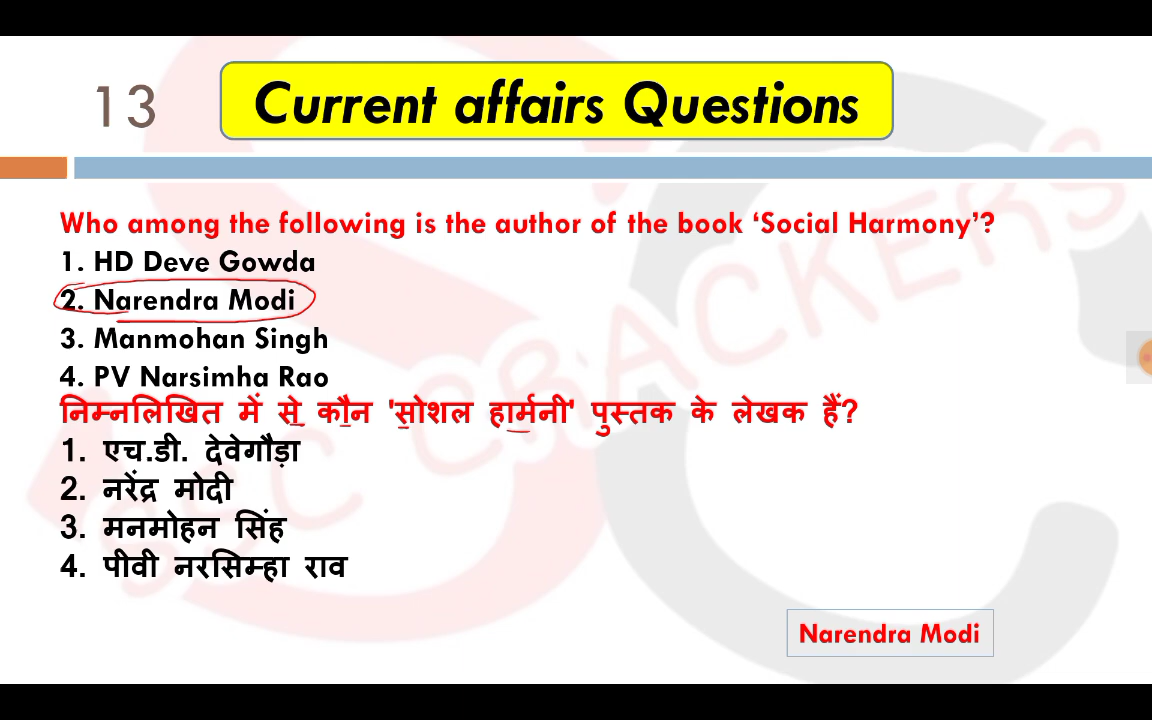 13
Current affairs Questions
Who among the following is the author of the book ‘Social Harmony’?
1. HD Deve Gowda
2. Narendra Modi
3. Manmohan Singh
4. PV Narsimha Rao
निम्नलिखित में से कौन 'सोशल हार्मनी' पुस्तक के लेखक हैं?
1. एच.डी. देवेगौड़ा
2. नरेंद्र मोदी
3. मनमोहन सिंह
4. पीवी नरसिम्हा राव
Narendra Modi
SSC CRACKERS